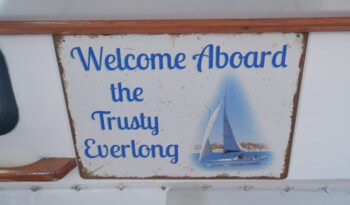 Welcome Aboard
the
Trusty
Everlong